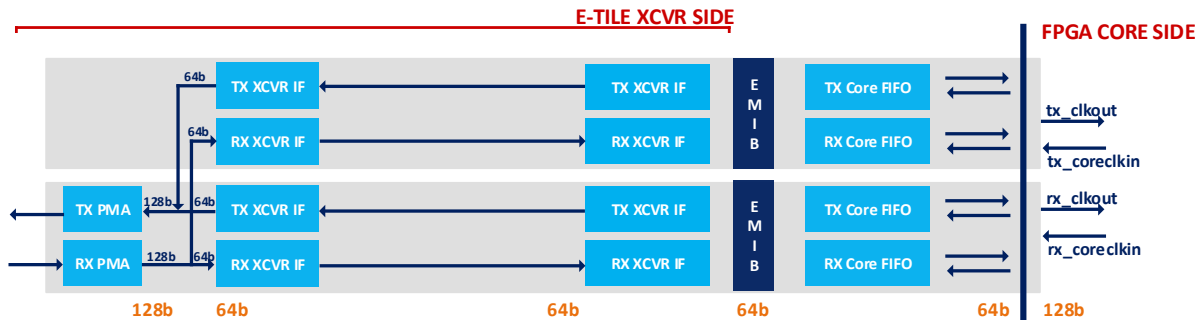 E-TILE XCVR SIDE
FPGA CORE SIDE
64b
TX XCVR IF
TX XCVR IF
E
M
I
B
TX Core FIFO
64b
RX XCVR IF
RX XCVR IF
RX Core FIFO
tx_clkout
tx_coreclkin
TX PMA
128b
64b
TX XCVR IF
TX XCVR IF
E
M
I
B
TX Core FIFO
rx_clkout
RX PMA
128b
64b
RX XCVR IF
RX XCVR IF
RX Core FIFO
rx_coreclkin
128b
64b
64b
64b
64b
128b